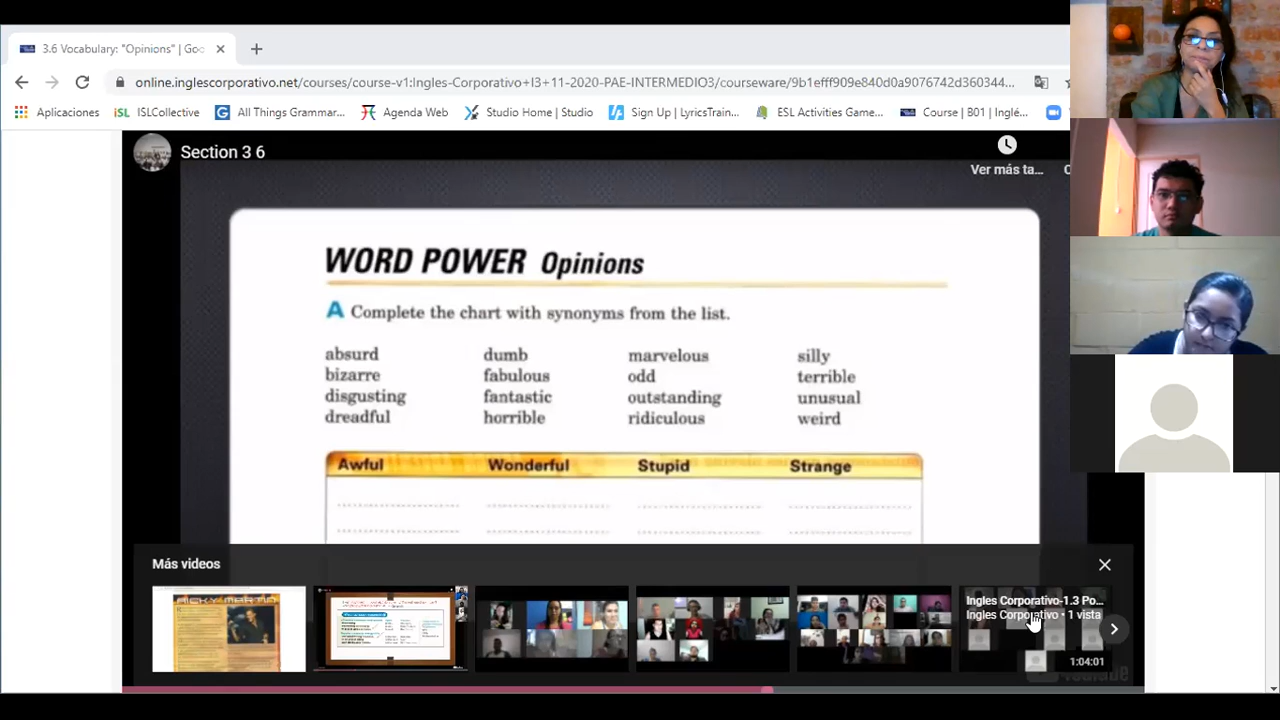 3.6 Vocabulary: "Opinions" | Goo
online.inglescorporativo.net/courses/course-v1:Ingles-Corporativo+I3+11-2020-PAE-INTERMEDIO3/courseware/9b1efff909e840d0a9076742d360344...
Aplicaciones iSL ISLCollective G All Things Grammar... Agenda Web Studio Home | Studio Sign Up | LyricsTrain... ESL Activities Game... Course | B01 | Inglé...
Section 3 6
Ver más ta...
WORD POWER Opinions
A Complete the chart with synonyms from the list.
absurd dumb marvelous silly
bizarre fabulous odd terrible
disgusting fantastic outstanding unusual
dreadful horrible ridiculous weird
Awful Wonderful Stupid Strange
Más videos
RICKY MARTIN
Ingles Corporativo-1.3 Po...
Ingles Corporativo • 1 vista
1:04:01